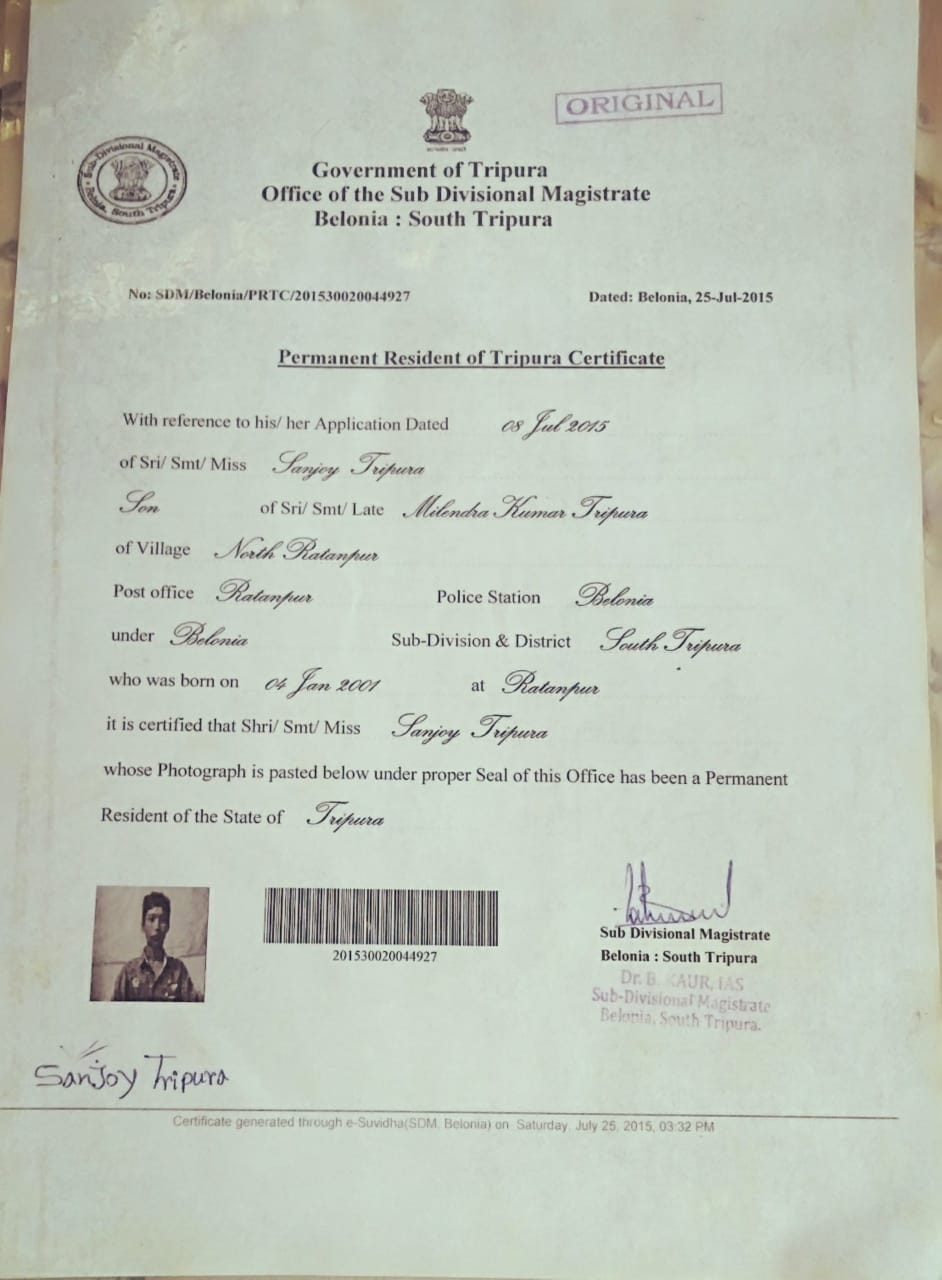 ORIGINAL
Sub-Divisional Magistrate
Belonia, South Tripura
Government of Tripura
Office of the Sub Divisional Magistrate
Belonia : South Tripura
No: SDM/Belonia/PRTC/201530020044927 Dated: Belonia, 25-Jul-2015
Permanent Resident of Tripura Certificate
With reference to his/ her Application Dated 08 Jul 2015
of Sri/ Smt/ Miss Sanjoy Tripura
Son of Sri/ Smt/ Late Milendra Kumar Tripura
of Village North Ratanpur
Post office Ratanpur Police Station Belonia
under Belonia Sub-Division & District South Tripura
who was born on 04 Jan 2001 at Ratanpur
it is certified that Shri/ Smt/ Miss Sanjoy Tripura
whose Photograph is pasted below under proper Seal of this Office has been a Permanent
Resident of the State of Tripura
201530020044927
Sub Divisional Magistrate
Belonia : South Tripura
Dr. B. KAUR, IAS
Sub-Divisional Magistrate
Belonia, South Tripura.
Sanjoy Tripura
Certificate generated through e-Suvidha(SDM, Belonia) on Saturday, July 25, 2015, 03:32 PM